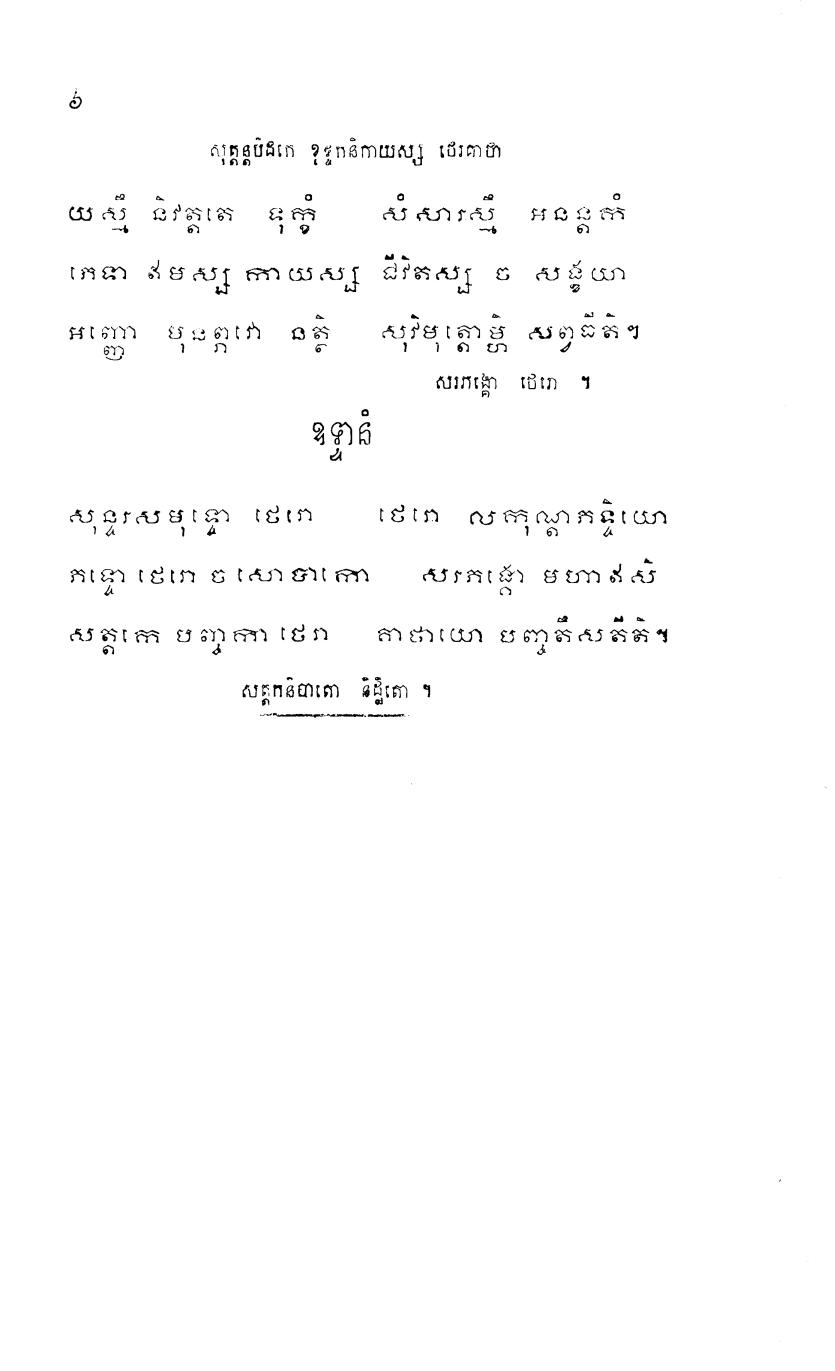 ៦
សុត្តន្តបិដកេ ខុទ្ទកនិកាយស្ស ថេរគាថា
យស្មឹ និវត្តតេ ទុក្ខំ សំសារស្មឹ អនន្តកំ
ភេទា ឥមស្ស កាយស្ស ជីវិតស្ស ច សង្ខយា
អញ្ញោ បុនព្ភវោ នត្ថិ សុវិមុត្តោម្ហិ សព្វធីតិ។
សរភង្គោ ថេរោ ។
ឧទ្ទានំ
សុន្ទរសមុទ្ទោ ថេរោ ថេរោ លកុណ្តភទ្ទិយោ
ភទ្ទោ ថេរោ ច សោបាកោ សរភង្គោ មហាឥសិ
សត្តកេ បញ្ចកា ថេរា គាថាយោ បញ្ចតឹសតីតិ។
សត្តកនិបាតោ និដ្ឋិតោ ។